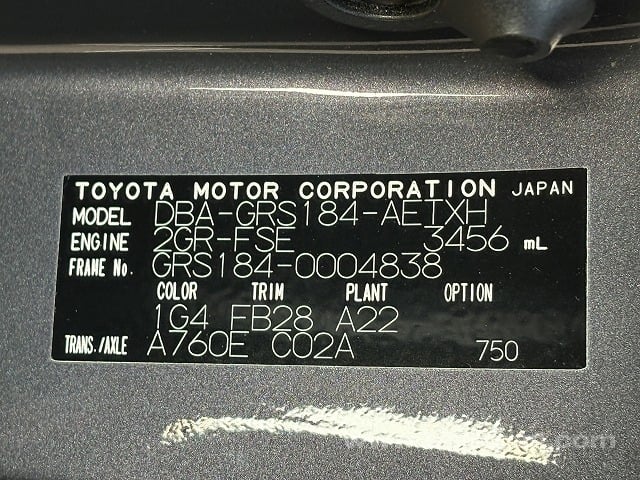 TOYOTA MOTOR CORPORATION JAPAN
MODEL DBA-GRS184-AETXH
ENGINE 2GR-FSE 3456 mL
FRAME No. GRS184-0004838
COLOR TRIM PLANT OPTION
1G4 FB28 A22
TRANS./AXLE A760E C02A 750